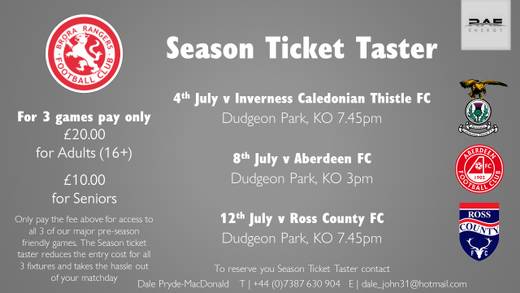 BRORA RANGERS
FOOTBALL CLUB
Season Ticket Taster
DAE
ENERGY
For 3 games pay only
£20.00
for Adults (16+)
£10.00
for Seniors
Only pay the fee above for access to
all 3 of our major pre-season
friendly games. The Season ticket
taster reduces the entry cost for all
3 fixtures and takes the hassle out
of your matchday
4th July v Inverness Caledonian Thistle FC
Dudgeon Park, KO 7.45pm
8th July v Aberdeen FC
Dudgeon Park, KO 3pm
12th July v Ross County FC
Dudgeon Park, KO 7.45pm
ABERDEEN
FOOTBALL CLUB
1903
ROSS
COUNTY
To reserve you Season Ticket Taster contact
Dale Pryde-MacDonald T | +44 (0)7387 630 904 E | dale_john31@hotmail.com